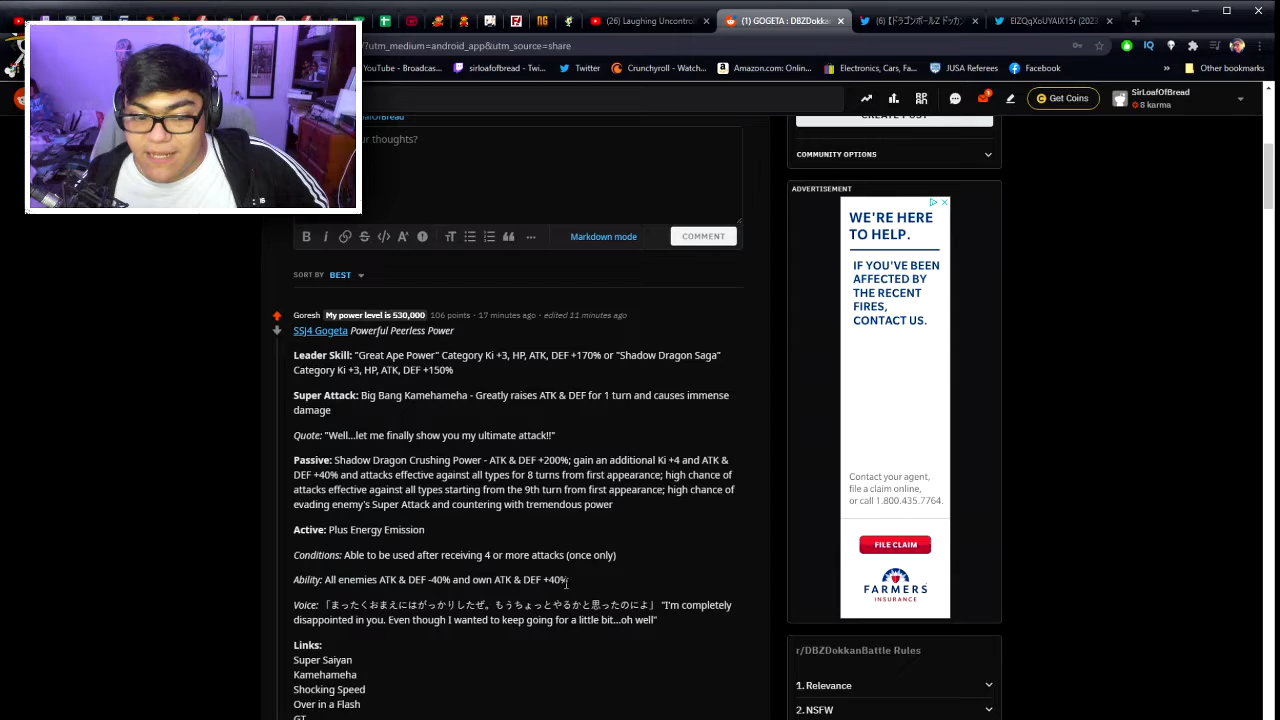 (26) Laughing Uncontrol
GOGETA : DBZDokkan
(6) 【ドラゴンボールZ ドッカ
EIZQqXoUYAIX15r (2023
?utm_medium=android_app&utm_source=share
YouTube - Broadcas...
sirloafofbread - Twi...
Twitter
Crunchyroll - Watch...
Amazon.com: Online...
Electronics, Cars, Fa...
JUSA Referees
Facebook
»
Other bookmarks
Get Coins
SirLoafOfBread
8 karma
CREATE POST
ur thoughts?
COMMUNITY OPTIONS
ADVERTISEMENT
WE'RE HERE
TO HELP.
IF YOU'VE BEEN
AFFECTED BY
THE RECENT
FIRES,
CONTACT US.
Contact your agent,
file a claim online,
or call 1.800.435.7764.
FILE CLAIM
FARMERS
INSURANCE
Markdown mode
COMMENT
SORT BY BEST
Goresh My power level is 530,000 106 points · 17 minutes ago · edited 11 minutes ago
SSJ4 Gogeta Powerful Peerless Power
Leader Skill: "Great Ape Power" Category Ki +3, HP, ATK, DEF +170% or "Shadow Dragon Saga"
Category Ki +3, HP, ATK, DEF +150%
Super Attack: Big Bang Kamehameha - Greatly raises ATK & DEF for 1 turn and causes immense
damage
Quote: "Well...let me finally show you my ultimate attack!!"
Passive: Shadow Dragon Crushing Power - ATK & DEF +200%; gain an additional Ki +4 and ATK &
DEF +40% and attacks effective against all types for 8 turns from first appearance; high chance of
attacks effective against all types starting from the 9th turn from first appearance; high chance of
evading enemy's Super Attack and countering with tremendous power
Active: Plus Energy Emission
Conditions: Able to be used after receiving 4 or more attacks (once only)
Ability: All enemies ATK & DEF -40% and own ATK & DEF +40%
Voice: 「まったくおまえにはがっかりしたぜ。もうちょっとやるかと思ったのによ」 "I'm completely
disappointed in you. Even though I wanted to keep going for a little bit...oh well"
Links:
Super Saiyan
Kamehameha
Shocking Speed
Over in a Flash
GT
r/DBZDokkanBattle Rules
1. Relevance
2. NSFW